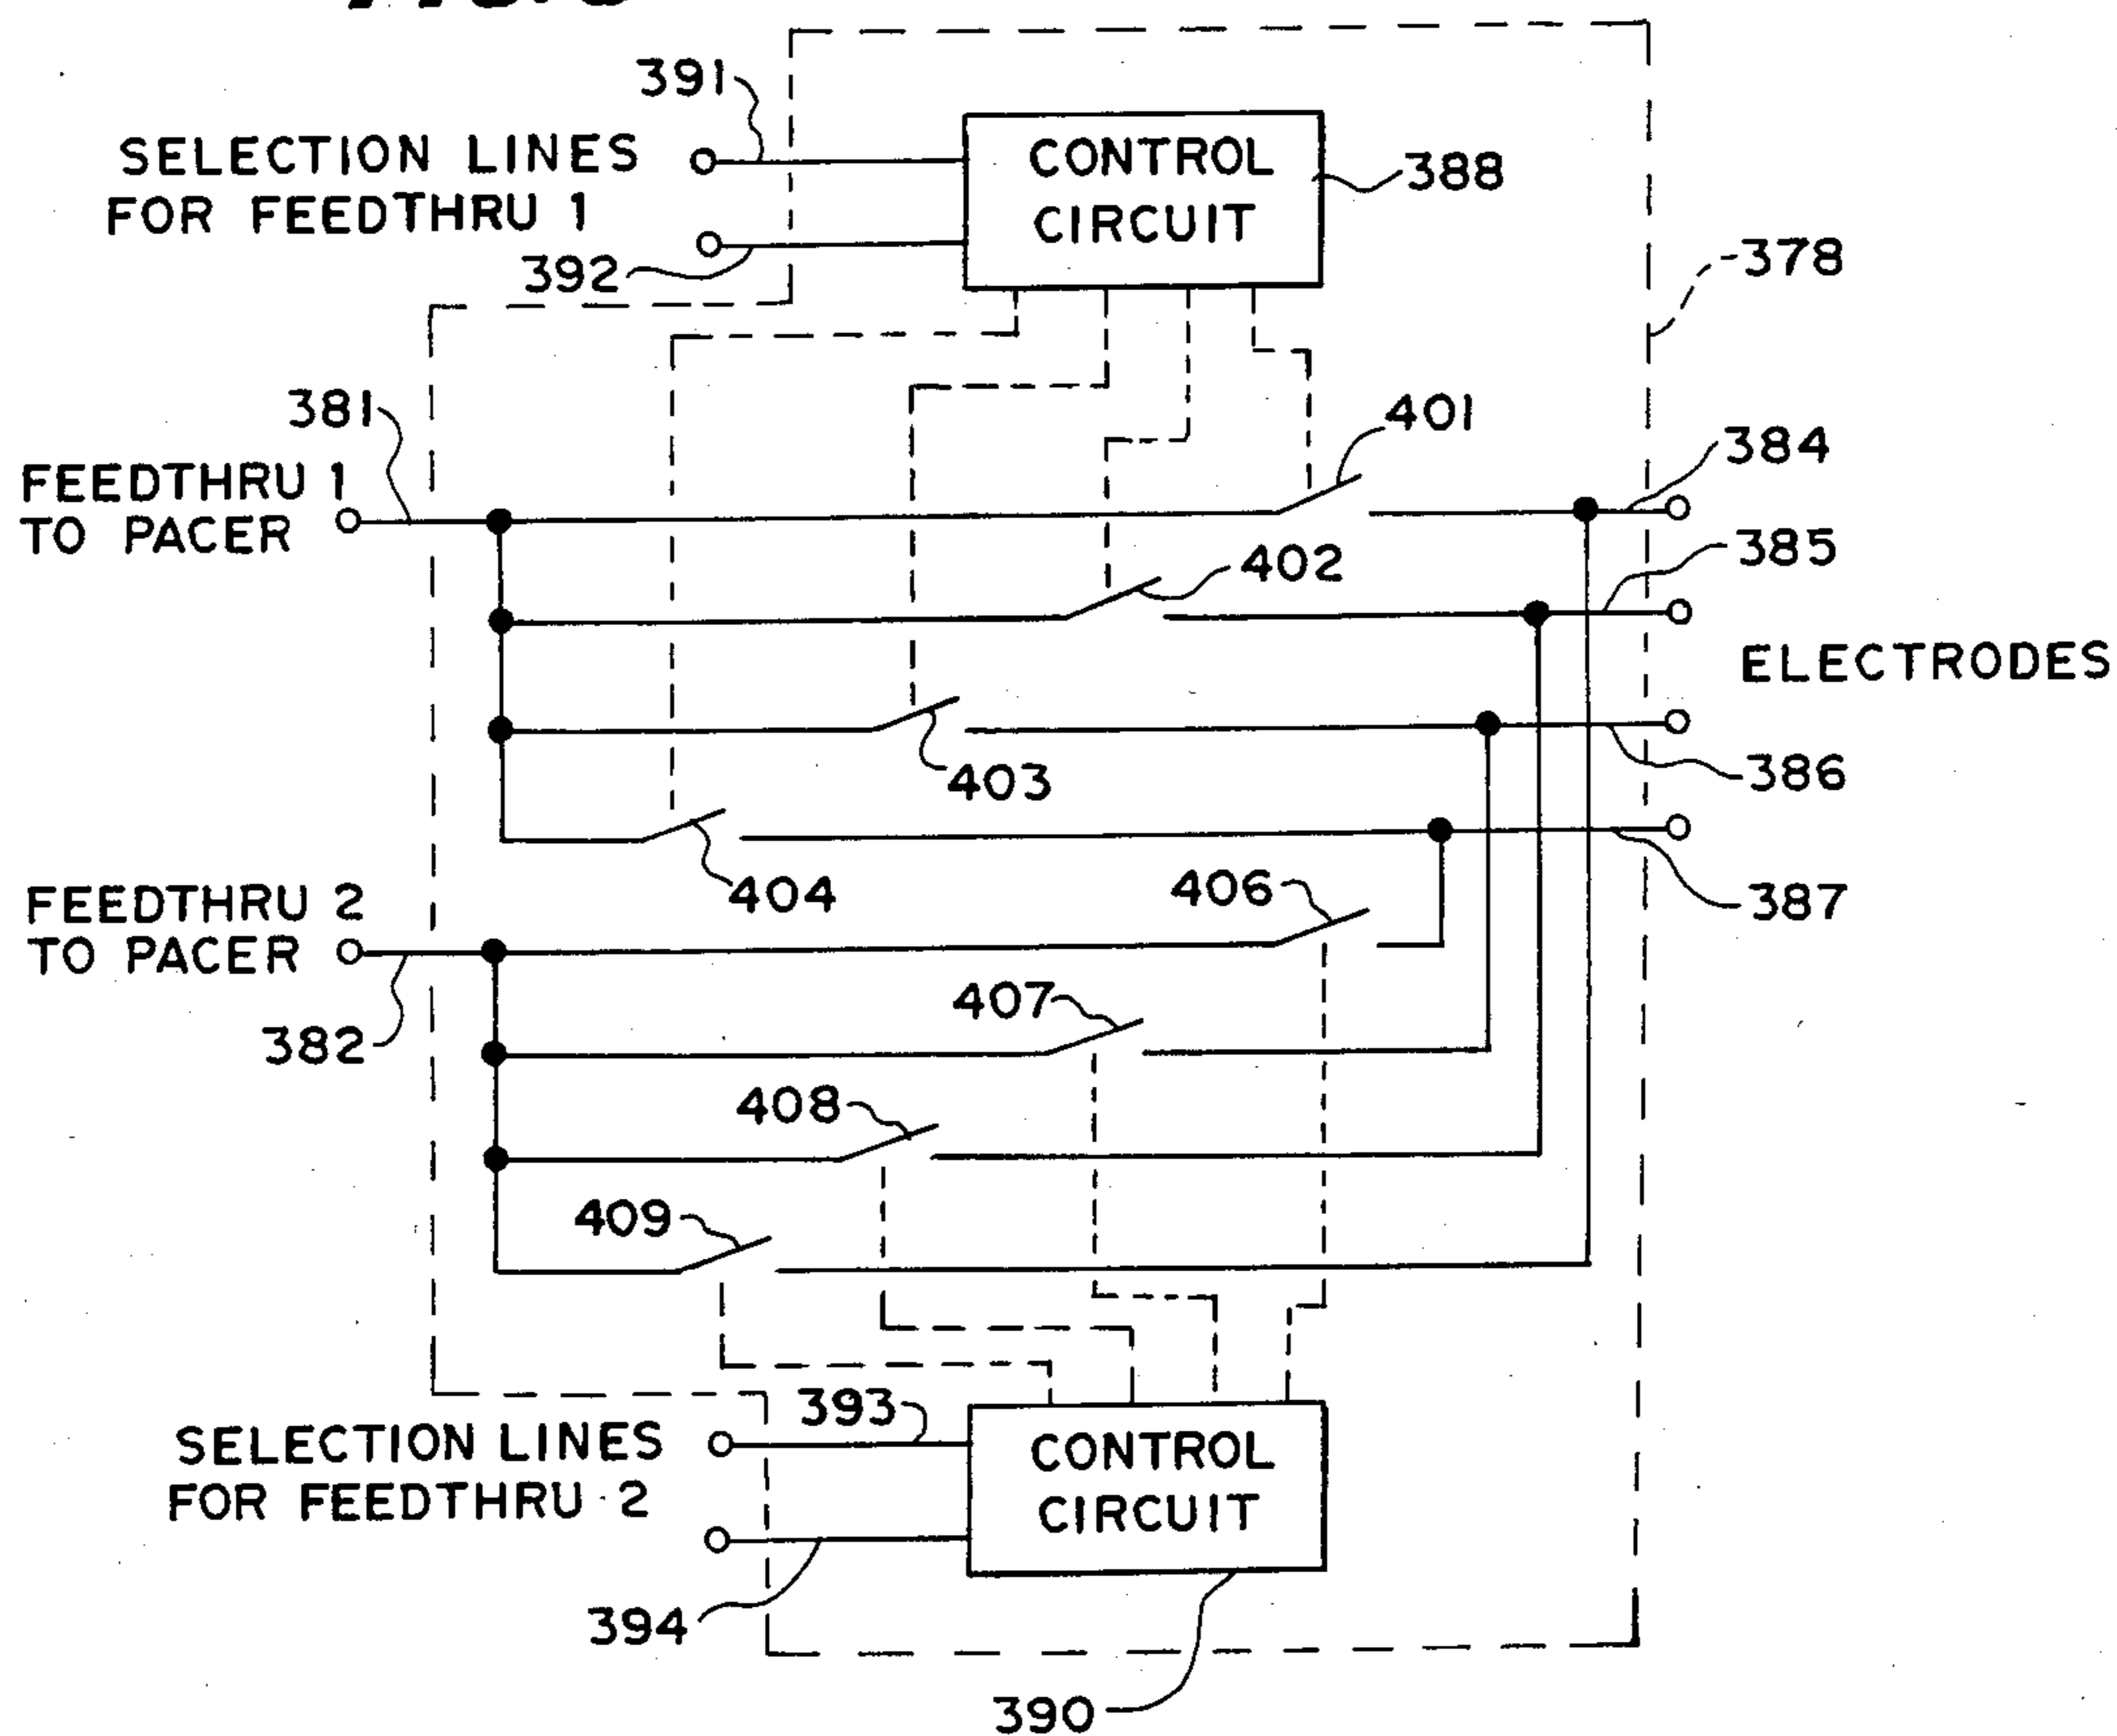 391
SELECTION LINES
FOR FEEDTHRU 1
392
CONTROL
CIRCUIT
388
378
381
401
384
FEEDTHRU 1
TO PACER
385
402
ELECTRODES
403
386
404
406
387
FEEDTHRU 2
TO PACER
407
382
408
409
393
SELECTION LINES
FOR FEEDTHRU 2
CONTROL
CIRCUIT
394
390